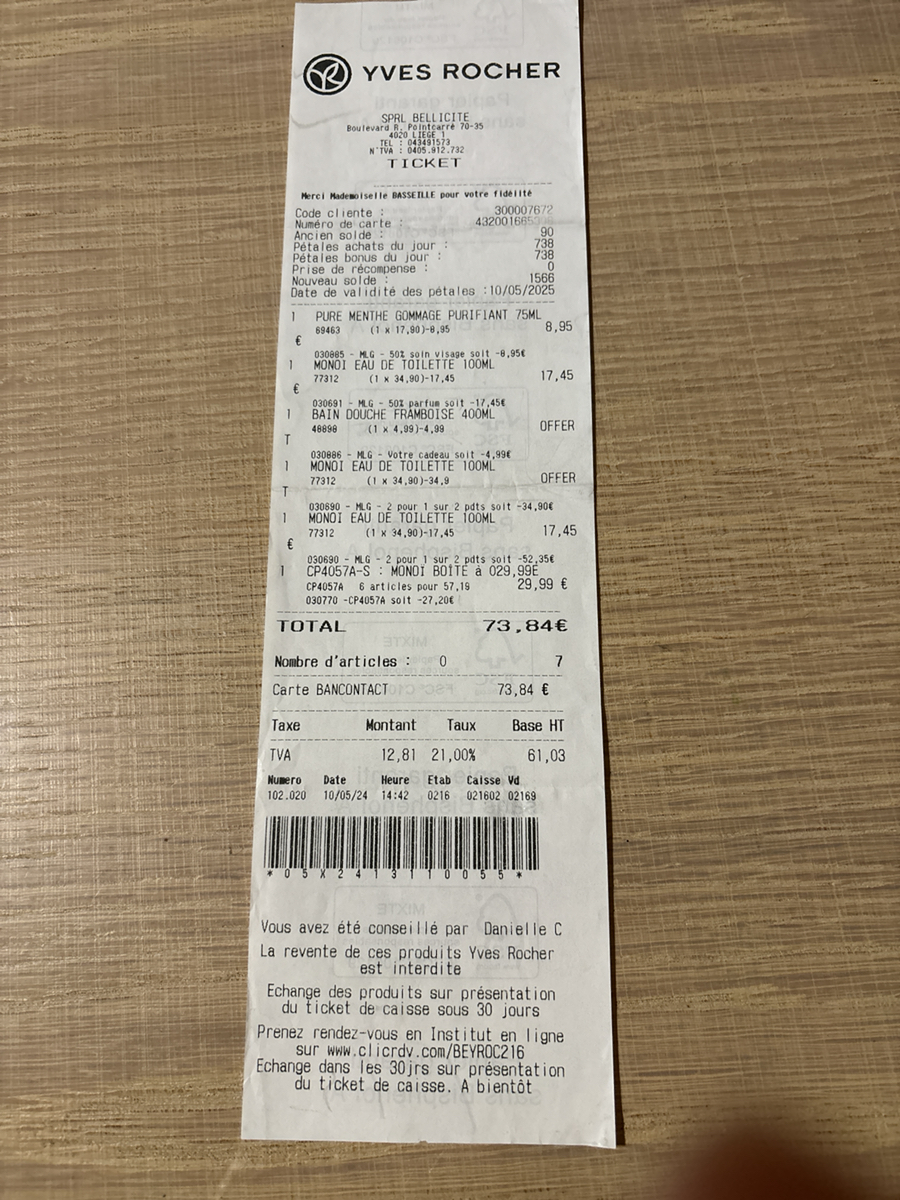 YVES ROCHER
SPRL BELLICITE
Boulevard R. Poincarré 70-35
4020 LIEGE 1
TEL : 043491573
N°TVA : 0405.912.732
TICKET
Merci Mademoiselle BASSEILLE pour votre fidélité
Code cliente : 300007672
Numéro de carte : 432001665
Ancien solde : 90
Pétales achats du jour : 738
Pétales bonus du jour : 738
Prise de récompense : 0
Nouveau solde : 1566
Date de validité des pétales :10/05/2025
1 PURE MENTHE GOMMAGE PURIFIANT 75ML
69463 (1 x 17,90)-8,95 8,95
€
030885 - MLG - 50% soin visage soit -8,95€
1 MONOI EAU DE TOILETTE 100ML
77312 (1 x 34,90)-17,45 17,45
€
030691 - MLG - 50% parfum soit -17,45€
1 BAIN DOUCHE FRAMBOISE 400ML
48898 (1 x 4,99)-4,99 OFFER
T
030886 - MLG - Votre cadeau soit -4,99€
1 MONOI EAU DE TOILETTE 100ML
77312 (1 x 34,90)-34,9 OFFER
T
030690 - MLG - 2 pour 1 sur 2 pdts soit -34,90€
1 MONOI EAU DE TOILETTE 100ML
77312 (1 x 34,90)-17,45 17,45
€
030690 - MLG - 2 pour 1 sur 2 pdts soit -52,35€
1 CP4057A-S : MONOI BOITE à 029,99E
CP4057A 6 articles pour 57,19 29,99 €
030770 -CP4057A soit -27,20€
TOTAL 73,84€
Nombre d'articles : 0 7
Carte BANCONTACT 73,84 €
Taxe Montant Taux Base HT
TVA 12,81 21,00% 61,03
Numero Date Heure Etab Caisse Vd
102.020 10/05/24 14:42 0216 021602 02169
* 0 5 X 2 4 1 3 1 1 0 0 5 5 *
Vous avez été conseillé par Danielle C
La revente de ces produits Yves Rocher
est interdite
Echange des produits sur présentation
du ticket de caisse sous 30 jours
Prenez rendez-vous en Institut en ligne
sur www.clicrdv.com/BEYROC216
Echange dans les 30jrs sur présentation
du ticket de caisse. A bientôt